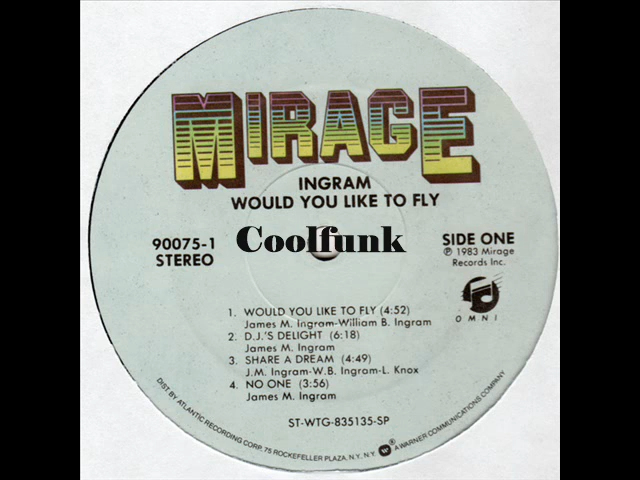 MIRAGE
INGRAM
WOULD YOU LIKE TO FLY
90075-1
STEREO
Coolfunk
SIDE ONE
℗ 1983 Mirage
Records Inc.
OMNI
1. WOULD YOU LIKE TO FLY (4:52)
James M. Ingram-William B. Ingram
2. D.J.'S DELIGHT (6:18)
James M. Ingram
3. SHARE A DREAM (4:49)
J.M. Ingram-W.B. Ingram-L. Knox
4. NO ONE (3:56)
James M. Ingram
ST-WTG-835135-SP
DIST. BY ATLANTIC RECORDING CORP. 75 ROCKEFELLER PLAZA, N.Y. N.Y. ® A WARNER COMMUNICATIONS COMPANY